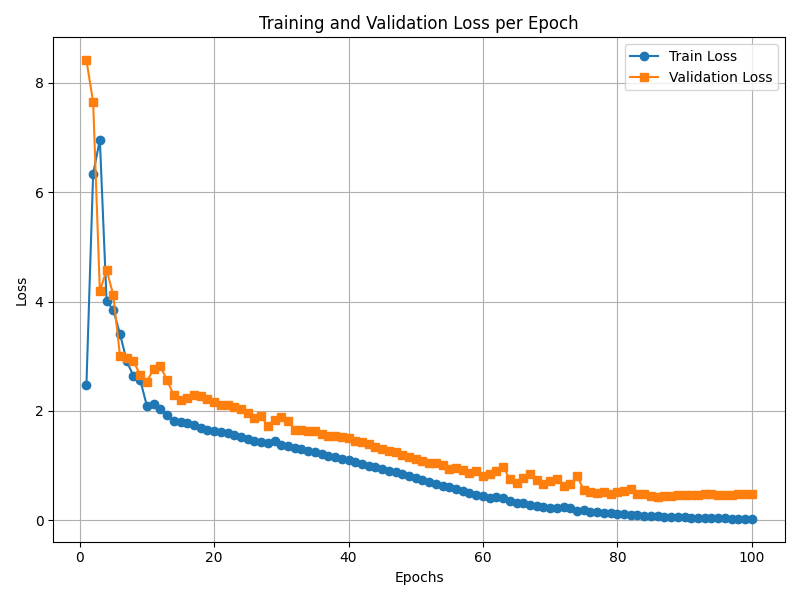 Training and Validation Loss per Epoch
Train Loss
Validation Loss
Loss
8
6
4
2
0
0 20 40 60 80 100
Epochs